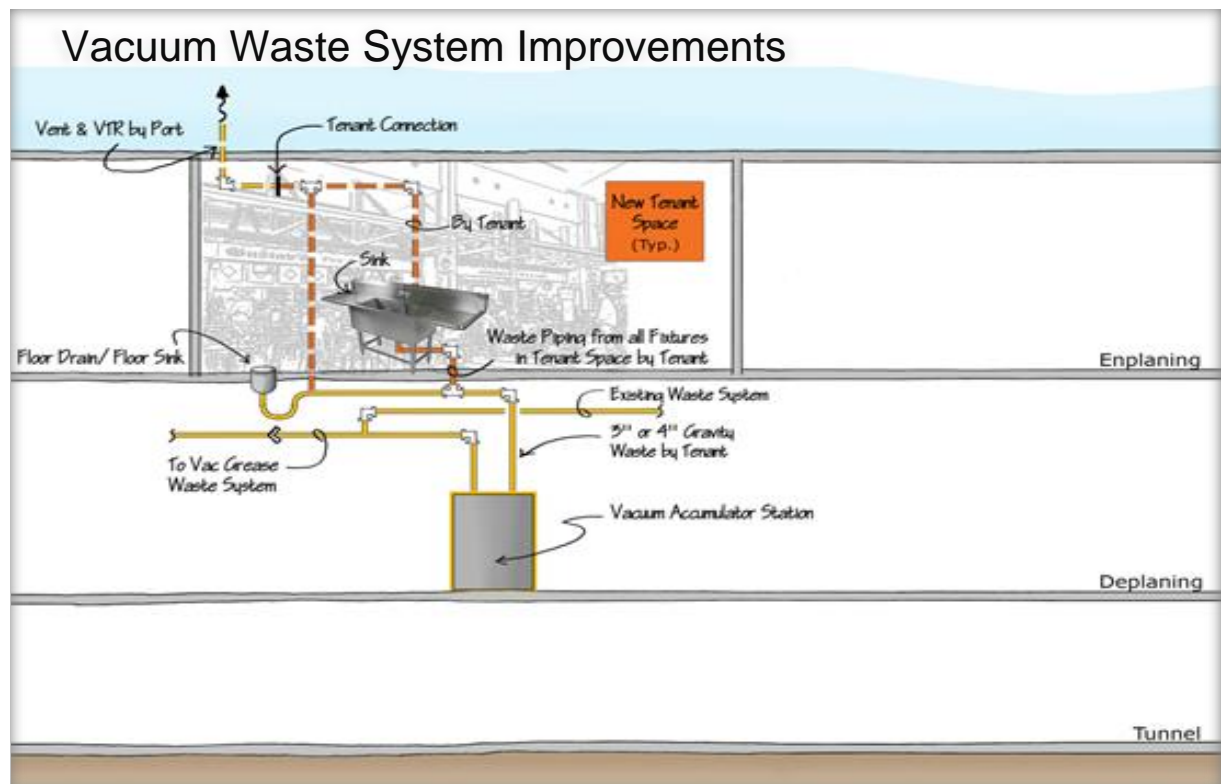 Vacuum Waste System Improvements
Vent & VTR by Port
Tenant Connection
New Tenant
Space
(Typ.)
By Tenant
Sink
Floor Drain/ Floor Sink
Waste Piping from all Fixtures
in Tenant Space by Tenant
Enplaning
Existing Waste System
3" or 4" Gravity
Waste by Tenant
To Vac Grease
Waste System
Vacuum Accumulator Station
Deplaning
Tunnel